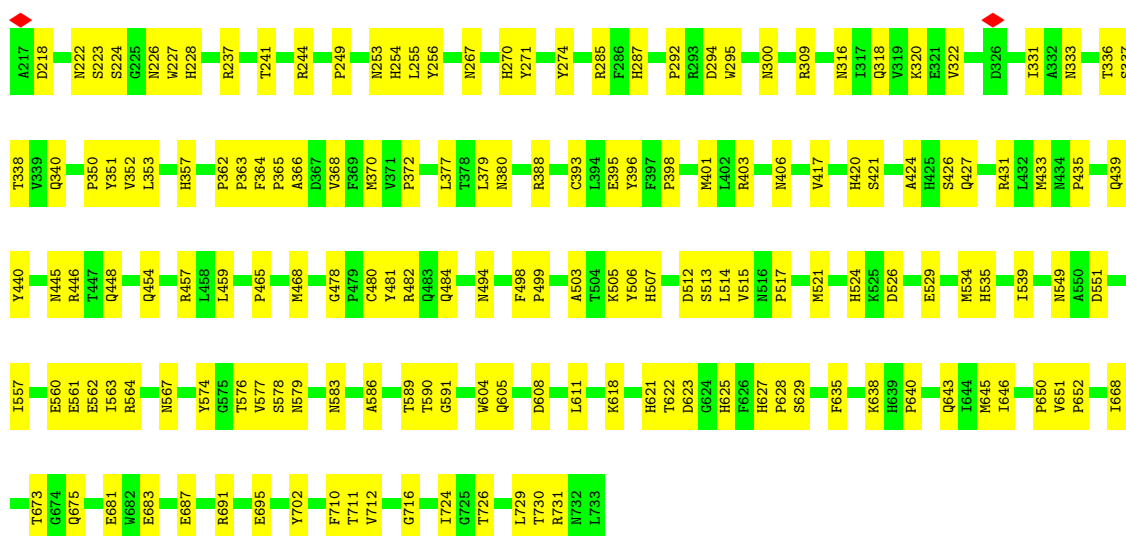 A217 D218 N222 S223 S224 G225 N226 W227 H228 R237 T241 R244 P249 N253 H254 L255 Y256 N267 H270 Y271 Y274 R285 F286 H287 P292 R293 D294 W295 N300 R309 N316 I317 Q318 V319 K320 E321 V322 D326 I331 A332 N333 T336 S337
T338 V339 Q340 P350 Y351 V352 L353 H357 P362 P363 F364 P365 A366 D367 V368 F369 M370 V371 P372 L377 T378 L379 N380 R388 C393 L394 E395 Y396 F397 P398 M401 L402 R403 N406 V417 H420 S421 A424 H425 S426 Q427 R431 L432 M433 N434 P435 Q439
Y440 N445 R446 T447 Q448 Q454 R457 L458 L459 P465 M468 G478 P479 C480 Y481 R482 Q483 Q484 N494 F498 P499 A503 T504 K505 Y506 H507 D512 S513 L514 V515 N516 P517 M521 H524 K525 D526 E529 M534 H535 I539 N549 A550 D551
I557 E560 E561 E562 I563 R564 N567 Y574 G575 T576 V577 S578 N579 N583 A586 T589 T590 G591 W604 Q605 D608 L611 K618 H621 T622 D623 G624 H625 F626 H627 P628 S629 F635 K638 H639 P640 Q643 I644 M645 I646 P650 V651 P652 I668
T673 G674 Q675 E681 W682 E683 E687 R691 E695 Y702 F710 T711 V712 G716 I724 G725 T726 L729 T730 R731 N732 L733